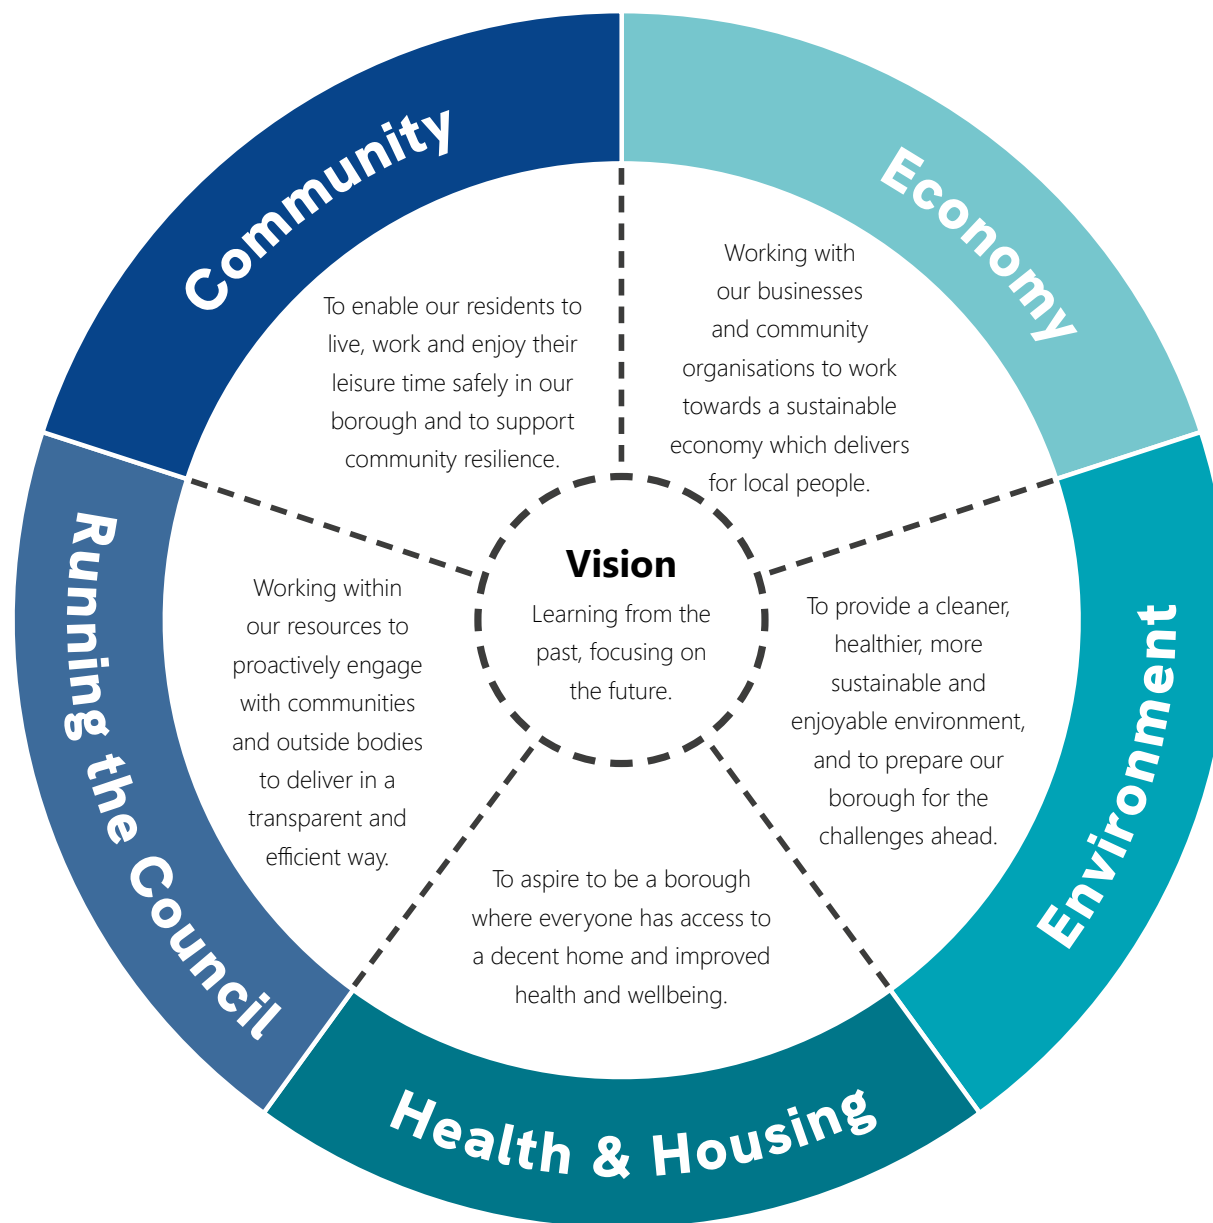 Community
To enable our residents to
live, work and enjoy their
leisure time safely in our
borough and to support
community resilience.
Economy
Working with
our businesses
and community
organisations to work
towards a sustainable
economy which delivers
for local people.
Environment
To provide a cleaner,
healthier, more
sustainable and
enjoyable environment,
and to prepare our
borough for the
challenges ahead.
Health & Housing
To aspire to be a borough
where everyone has access to
a decent home and improved
health and wellbeing.
Running the Council
Working within
our resources to
proactively engage
with communities
and outside bodies
to deliver in a
transparent and
efficient way.
Vision
Learning from the
past, focusing on
the future.